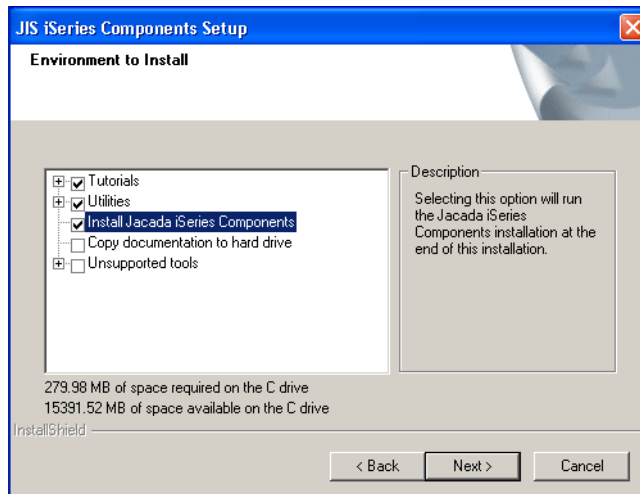 JIS iSeries Components Setup
Environment to Install
Tutorials
Utilities
Install Jacada iSeries Components
Copy documentation to hard drive
Unsupported tools
Description
Selecting this option will run
the Jacada iSeries
Components installation at the
end of this installation.
279.98 MB of space required on the C drive
15391.52 MB of space available on the C drive
InstallShield
< Back
Next >
Cancel